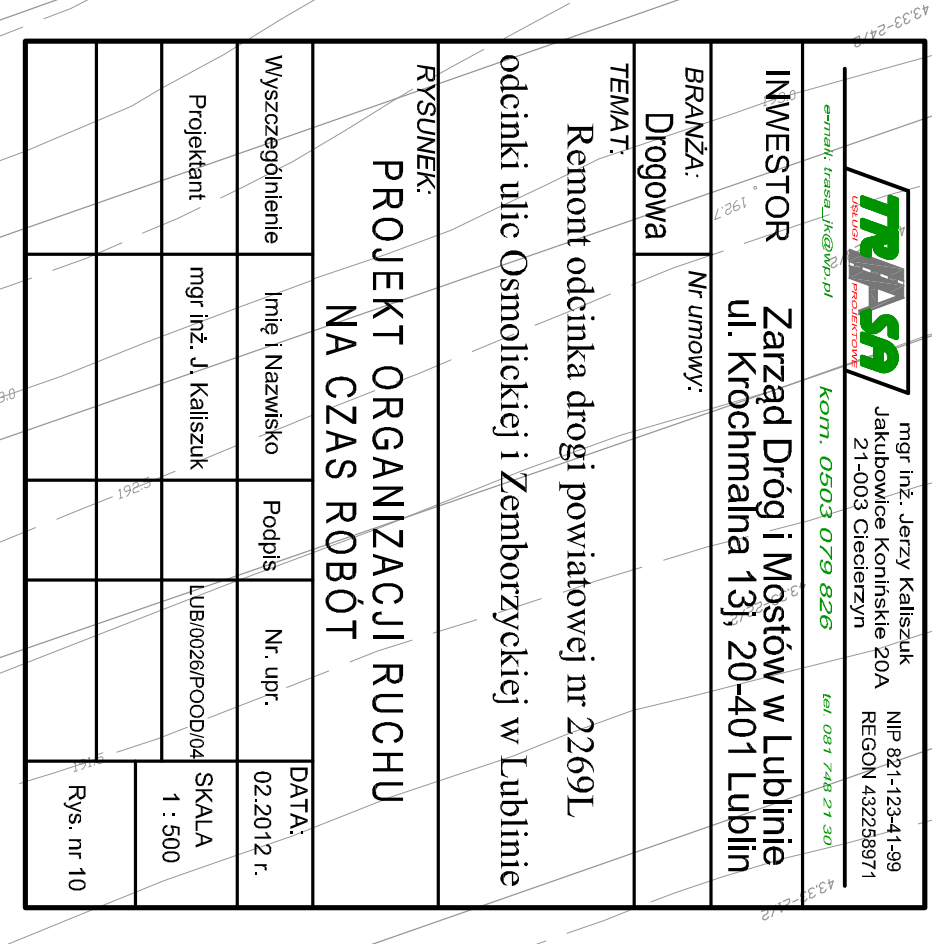 TRASA
USŁUGI PROJEKTOWE
mgr inż. Jerzy Kaliszuk
Jakubowice Konińskie 20A
21-003 Ciecierzyn
NIP 821-123-41-99
REGON 432258971
e-mail: trasa_jk@wp.pl kom. 0503 079 826 tel. 081 748 21 30
INWESTOR
Zarząd Dróg i Mostów w Lublinie
ul. Krochmalna 13j, 20-401 Lublin
BRANŻA:
Drogowa
Nr umowy:
TEMAT:
Remont odcinka drogi powiatowej nr 2269L
odcinki ulic Osmolickiej i Zemborzyckiej w Lublinie
RYSUNEK:
PROJEKT ORGANIZACJI RUCHU
NA CZAS ROBÓT
Wyszczególnienie Imię i Nazwisko Podpis Nr. upr.
DATA:
02.2012 r.
Projektant mgr inż. J. Kaliszuk LUB/0026/POOD/04
SKALA
1 : 500
Rys. nr 10
192.7
192.5